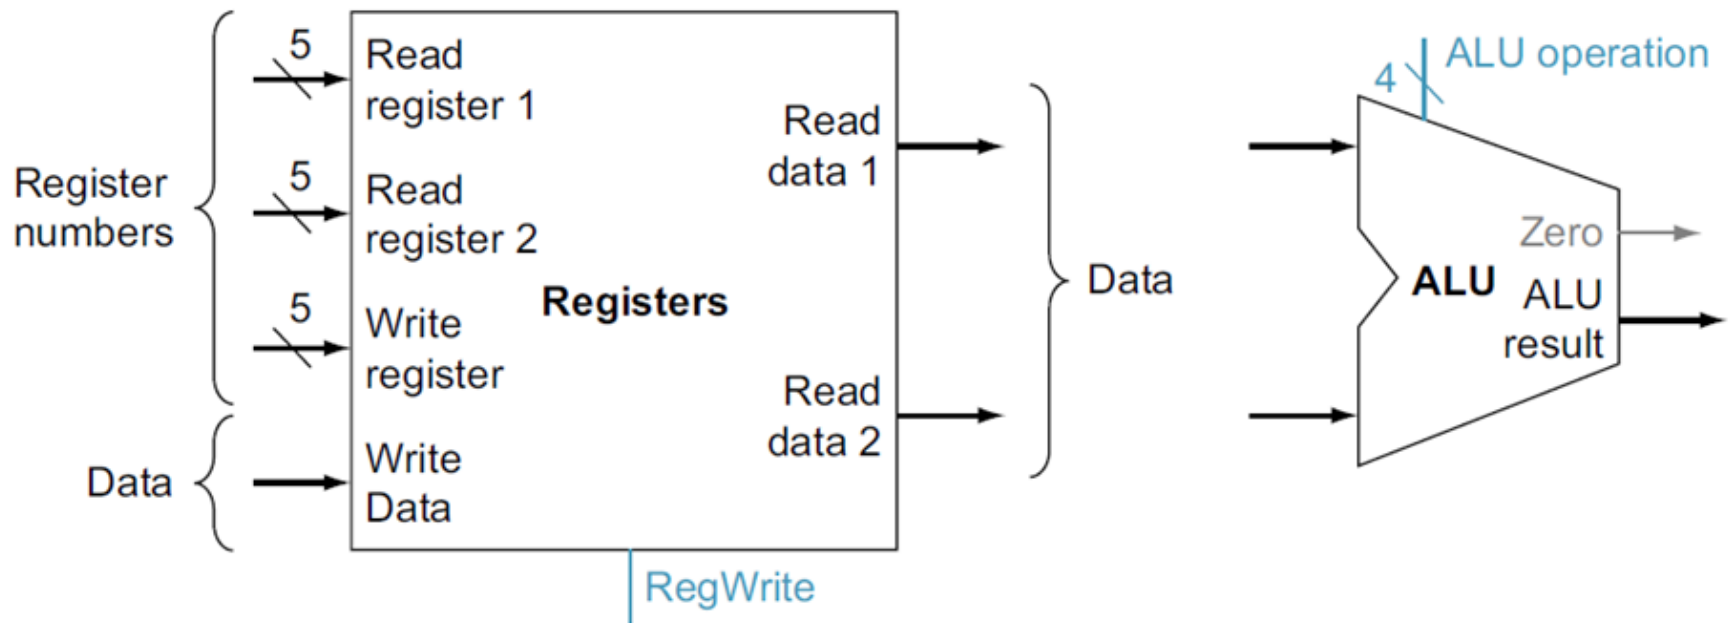 Register
numbers
Data
5
5
5
Read
register 1
Read
register 2
Write
register
Write
Data
Registers
Read
data 1
Read
data 2
RegWrite
Data
4
ALU operation
ALU
Zero
ALU
result